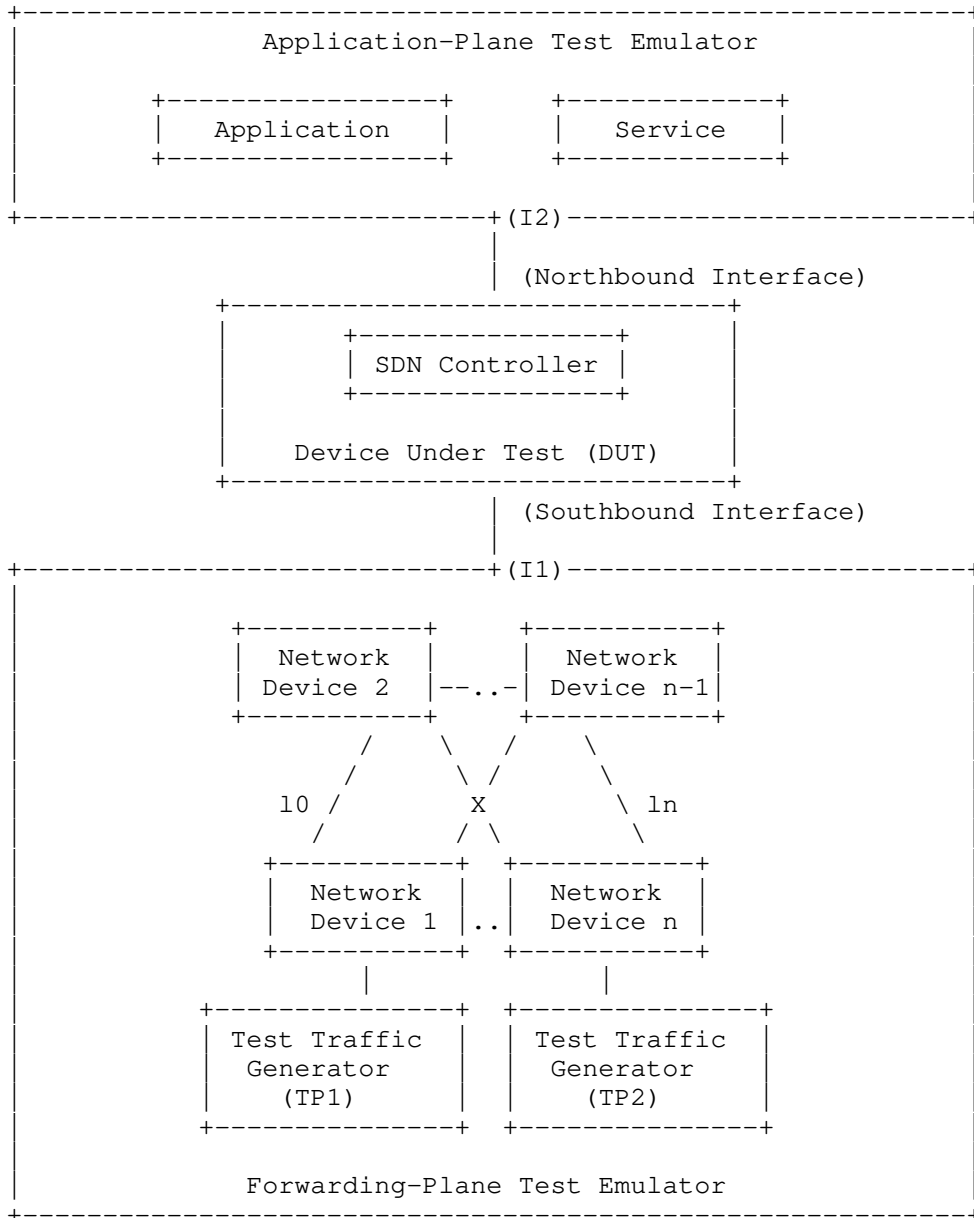 Application-Plane Test Emulator
Application Service
(I2)
(Northbound Interface)
SDN Controller
Device Under Test (DUT)
(Southbound Interface)
(I1)
Network Network
Device 2 --..- Device n-1
l0 X ln
Network Network
Device 1 .. Device n
Test Traffic Test Traffic
Generator Generator
(TP1) (TP2)
Forwarding-Plane Test Emulator